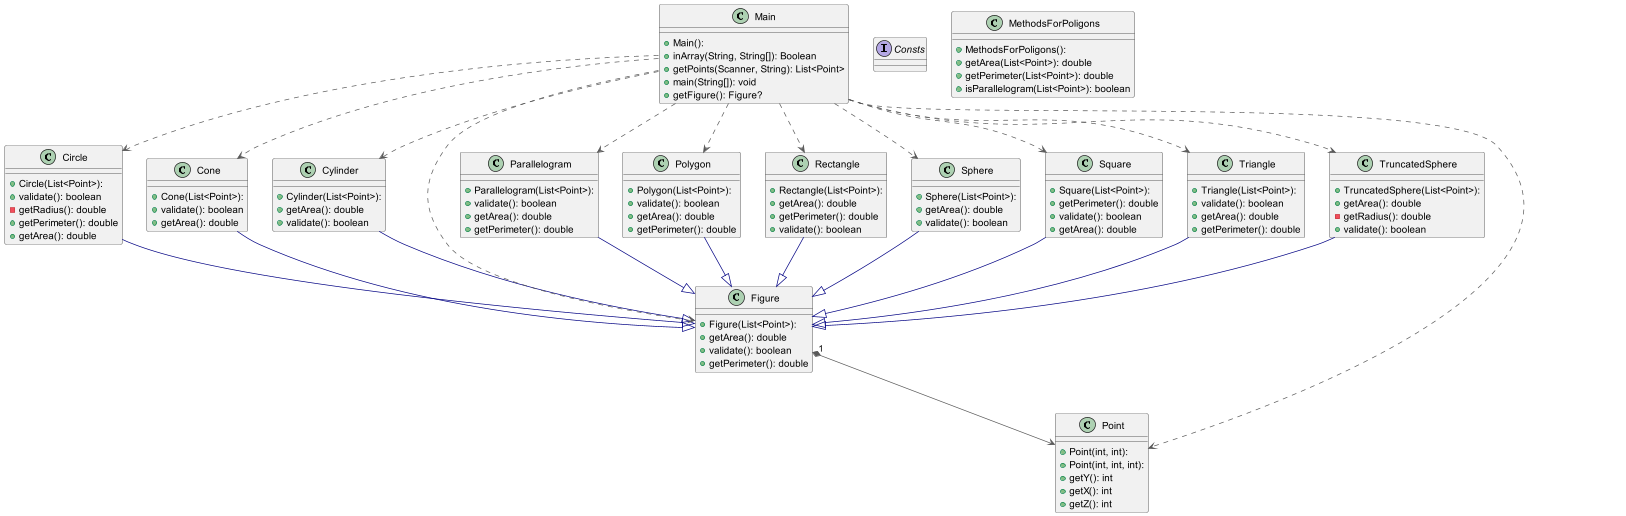 C Main
Main():
inArray(String, String[]): Boolean
getPoints(Scanner, String): List<Point>
main(String[]): void
getFigure(): Figure?
I Consts
C MethodsForPoligons
MethodsForPoligons():
getArea(List<Point>): double
getPerimeter(List<Point>): double
isParallelogram(List<Point>): boolean
C Circle
Circle(List<Point>):
validate(): boolean
getRadius(): double
getPerimeter(): double
getArea(): double
C Cone
Cone(List<Point>):
validate(): boolean
getArea(): double
C Cylinder
Cylinder(List<Point>):
getArea(): double
validate(): boolean
C Parallelogram
Parallelogram(List<Point>):
validate(): boolean
getArea(): double
getPerimeter(): double
C Polygon
Polygon(List<Point>):
validate(): boolean
getArea(): double
getPerimeter(): double
C Rectangle
Rectangle(List<Point>):
getArea(): double
getPerimeter(): double
validate(): boolean
C Sphere
Sphere(List<Point>):
getArea(): double
validate(): boolean
C Square
Square(List<Point>):
getPerimeter(): double
validate(): boolean
getArea(): double
C Triangle
Triangle(List<Point>):
validate(): boolean
getArea(): double
getPerimeter(): double
C TruncatedSphere
TruncatedSphere(List<Point>):
getArea(): double
getRadius(): double
validate(): boolean
C Figure
Figure(List<Point>):
getArea(): double
validate(): boolean
getPerimeter(): double
1
C Point
Point(int, int):
Point(int, int, int):
getY(): int
getX(): int
getZ(): int